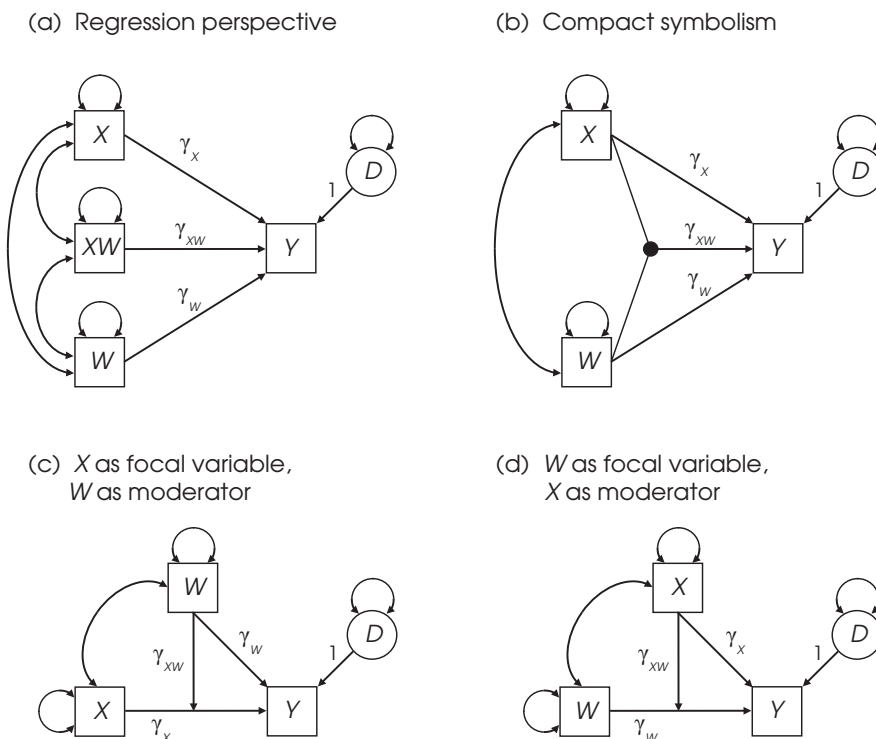 (a) Regression perspective
X
γX
D
1
XW
γXW
Y
γW
W
(b) Compact symbolism
X
γX
D
1
γXW
Y
γW
W
(c) X as focal variable,
W as moderator
W
γW
D
γXW
1
X
γX
Y
(d) W as focal variable,
X as moderator
X
γX
D
γXW
1
W
γW
Y